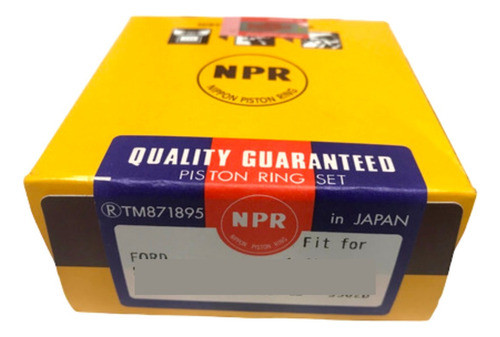 NPR
NIPPON PISTON RING
QUALITY GUARANTEED
PISTON RING SET
®TM871895
NPR
NIPPON PISTON RING
in JAPAN
Fit for
FORD